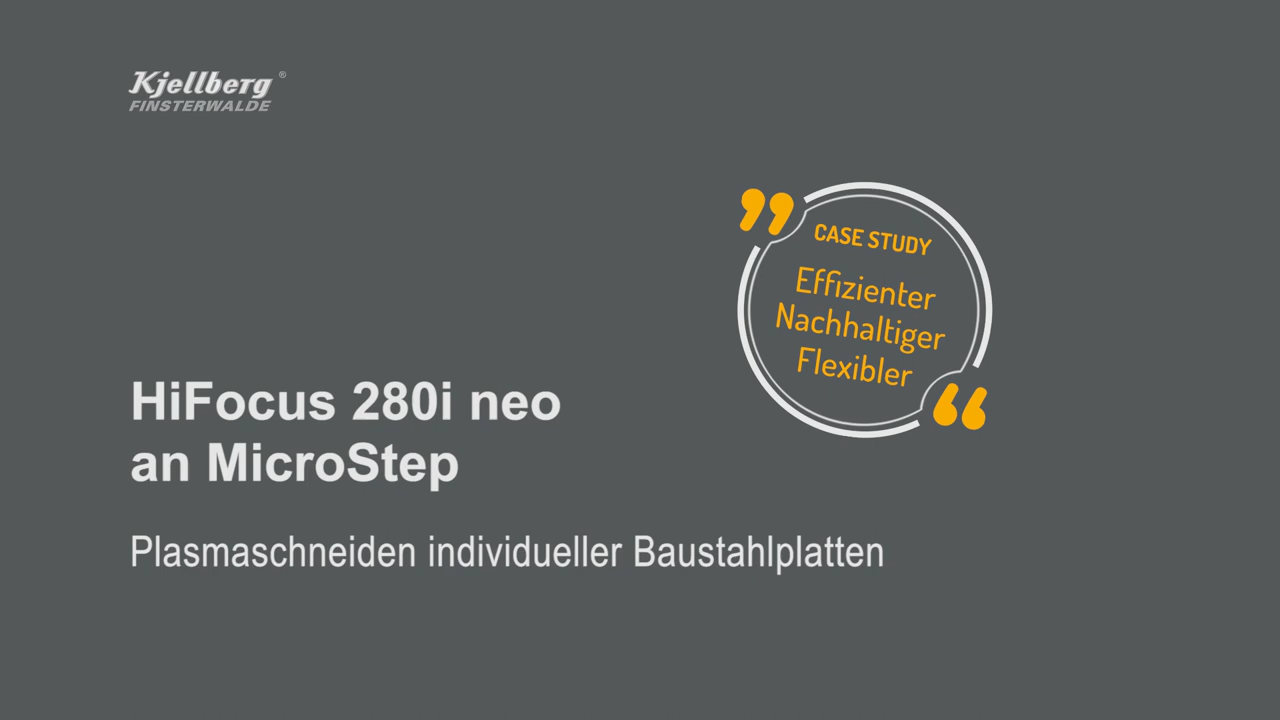 Kjellberg®
FINSTERWALDE
CASE STUDY
Effizienter
Nachhaltiger
Flexibler
HiFocus 280i neo
an MicroStep
Plasmaschneiden individueller Baustahlplatten